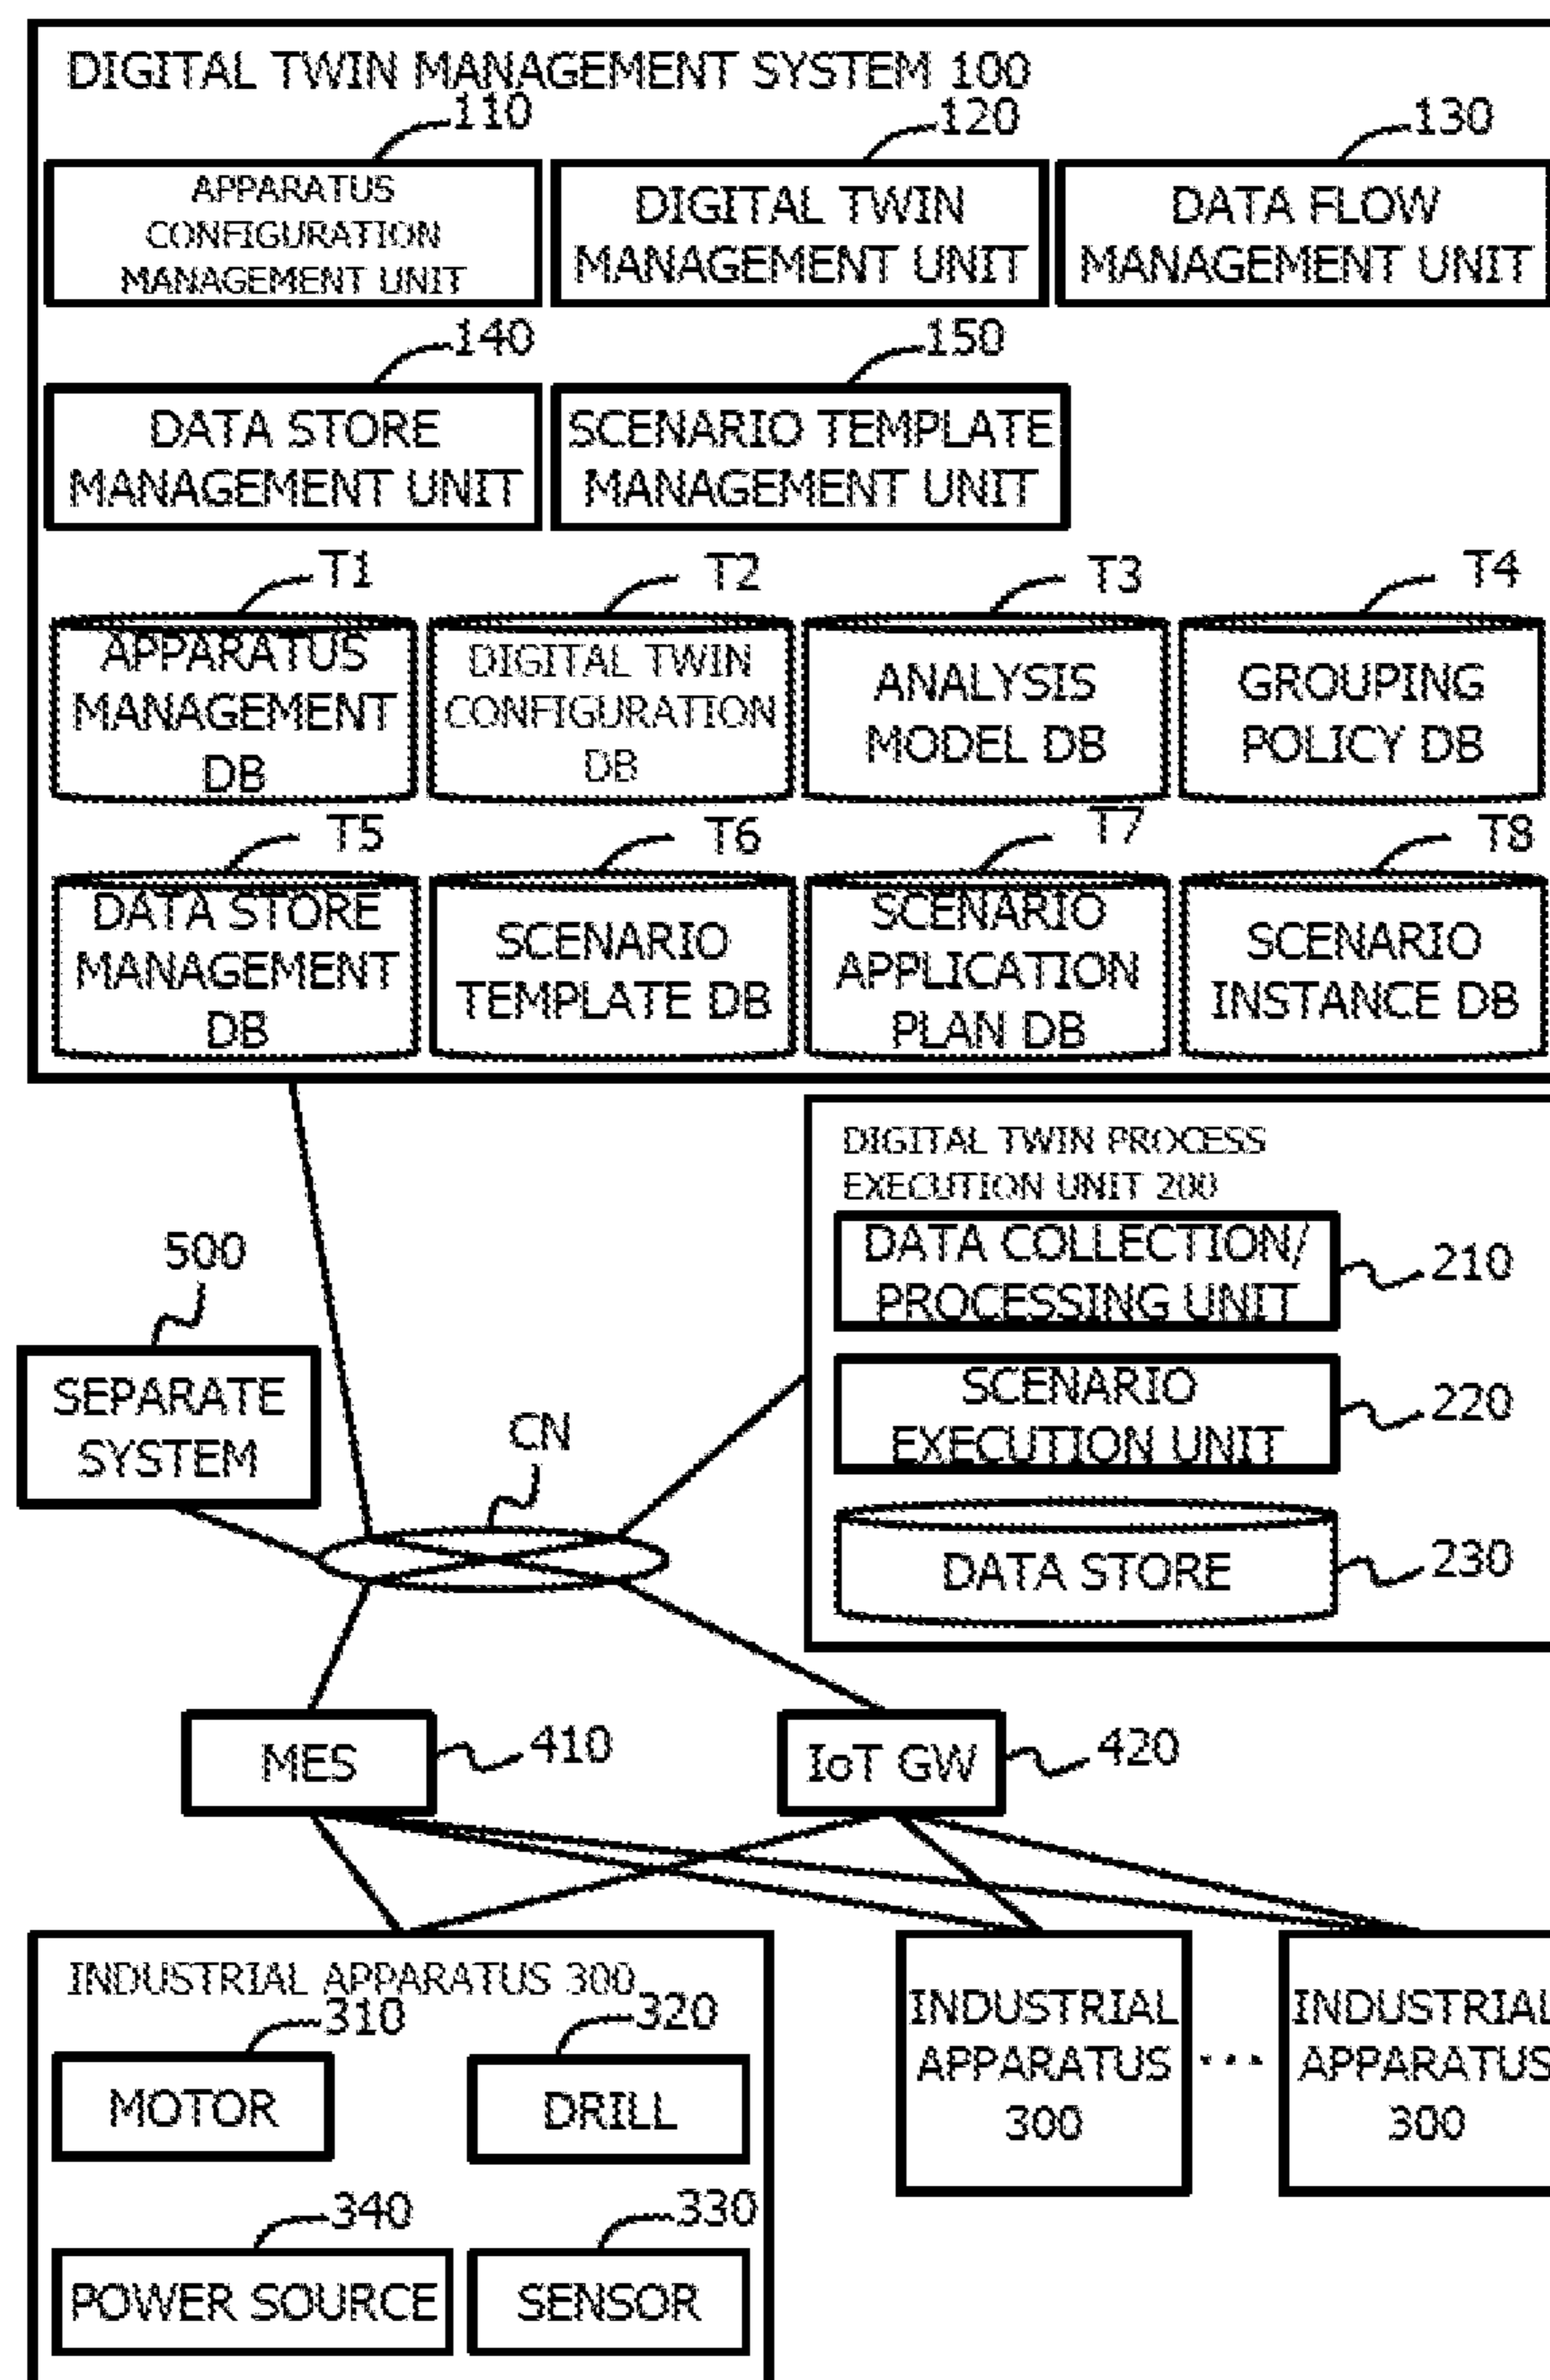 DIGITAL TWIN MANAGEMENT SYSTEM 100
110
120
130
APPARATUS
CONFIGURATION
MANAGEMENT UNIT
DIGITAL TWIN
MANAGEMENT UNIT
DATA FLOW
MANAGEMENT UNIT
140
150
DATA STORE
MANAGEMENT UNIT
SCENARIO TEMPLATE
MANAGEMENT UNIT
T1
T2
T3
T4
APPARATUS
MANAGEMENT
DB
DIGITAL TWIN
CONFIGURATION
DB
ANALYSIS
MODEL DB
GROUPING
POLICY DB
T5
T6
T7
T8
DATA STORE
MANAGEMENT
DB
SCENARIO
TEMPLATE DB
SCENARIO
APPLICATION
PLAN DB
SCENARIO
INSTANCE DB
DIGITAL TWIN PROCESS
EXECUTION UNIT 200
DATA COLLECTION/
PROCESSING UNIT
210
500
SEPARATE
SYSTEM
SCENARIO
EXECUTION UNIT
220
CN
DATA STORE
230
MES
410
IoT GW
420
INDUSTRIAL APPARATUS 300
310
320
MOTOR
DRILL
340
330
POWER SOURCE
SENSOR
INDUSTRIAL
APPARATUS
300
...
INDUSTRIAL
APPARATUS
300